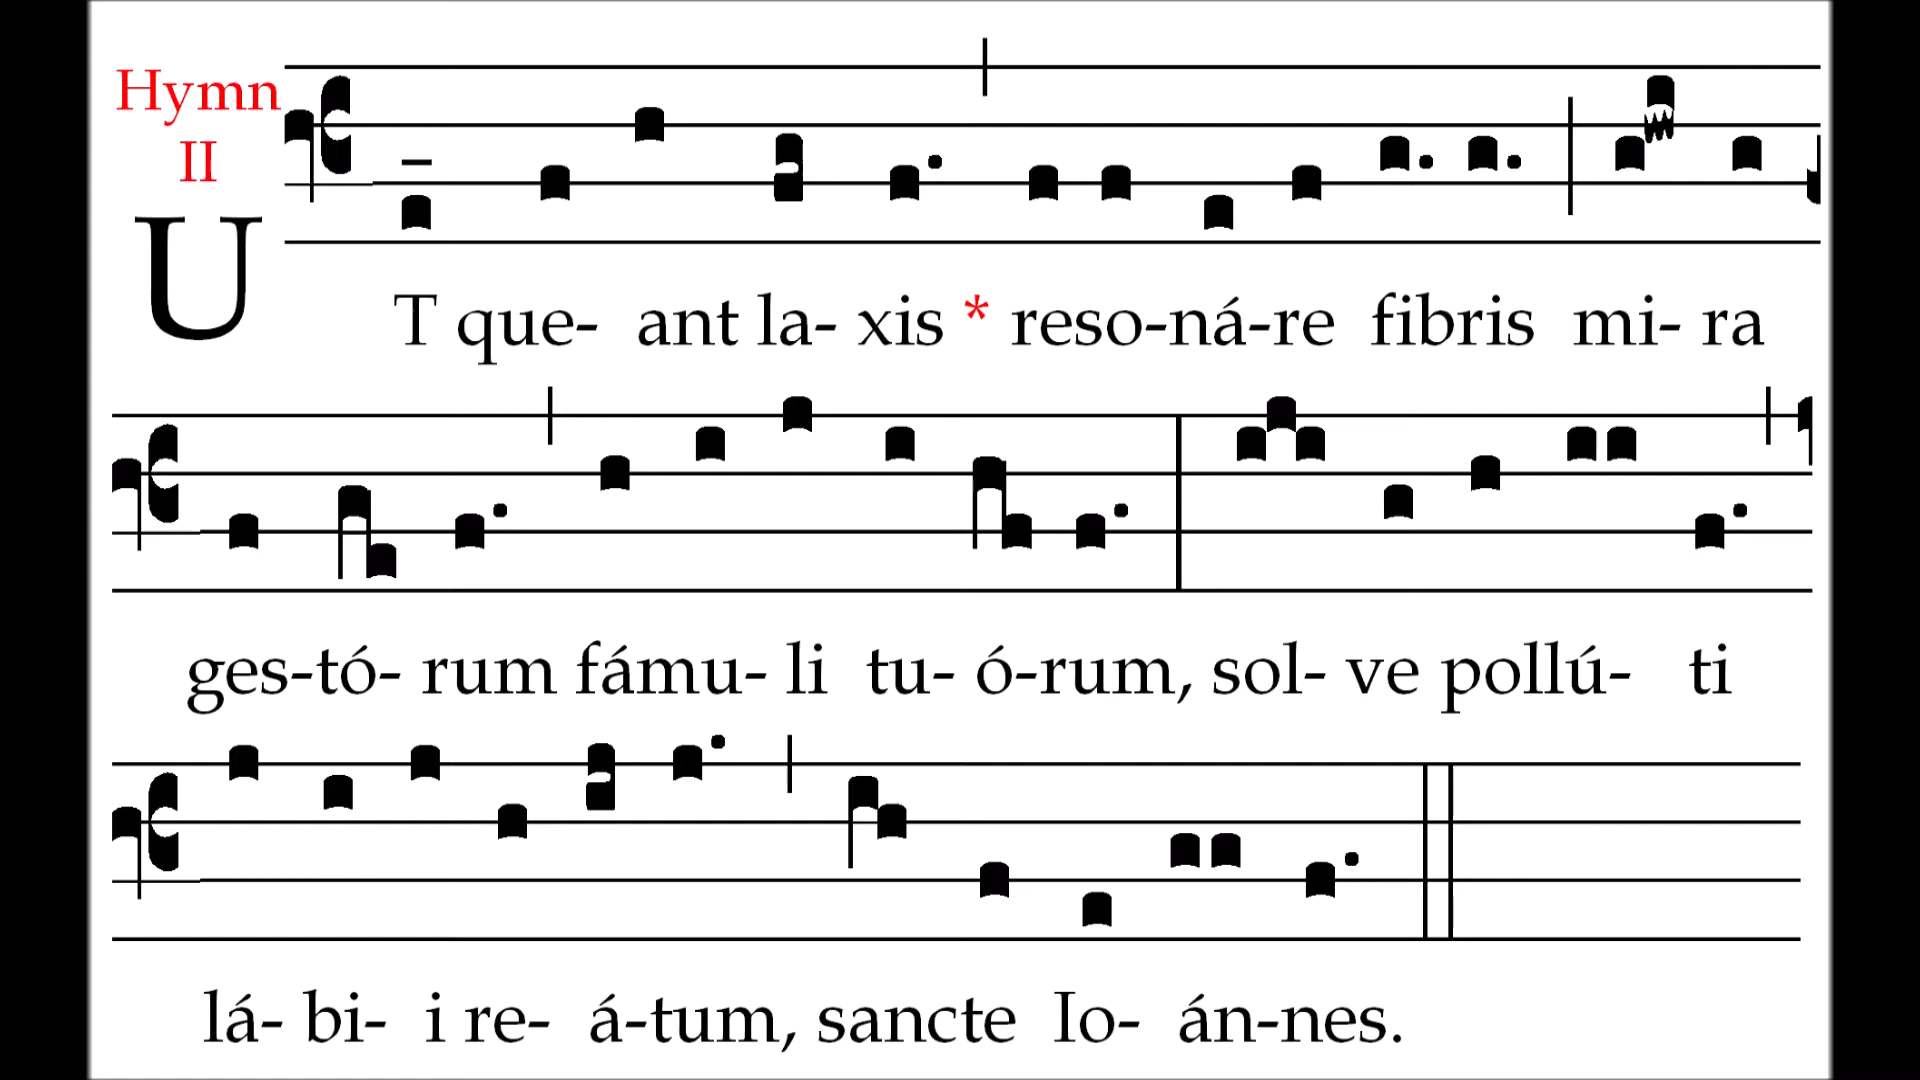 Hymn
II
UT que- ant la- xis * reso-ná-re fibris mi- ra
ges-tó- rum fámu- li tu- ó-rum, sol- ve pollú- ti
lá- bi- i re- á-tum, sancte Io- án-nes.